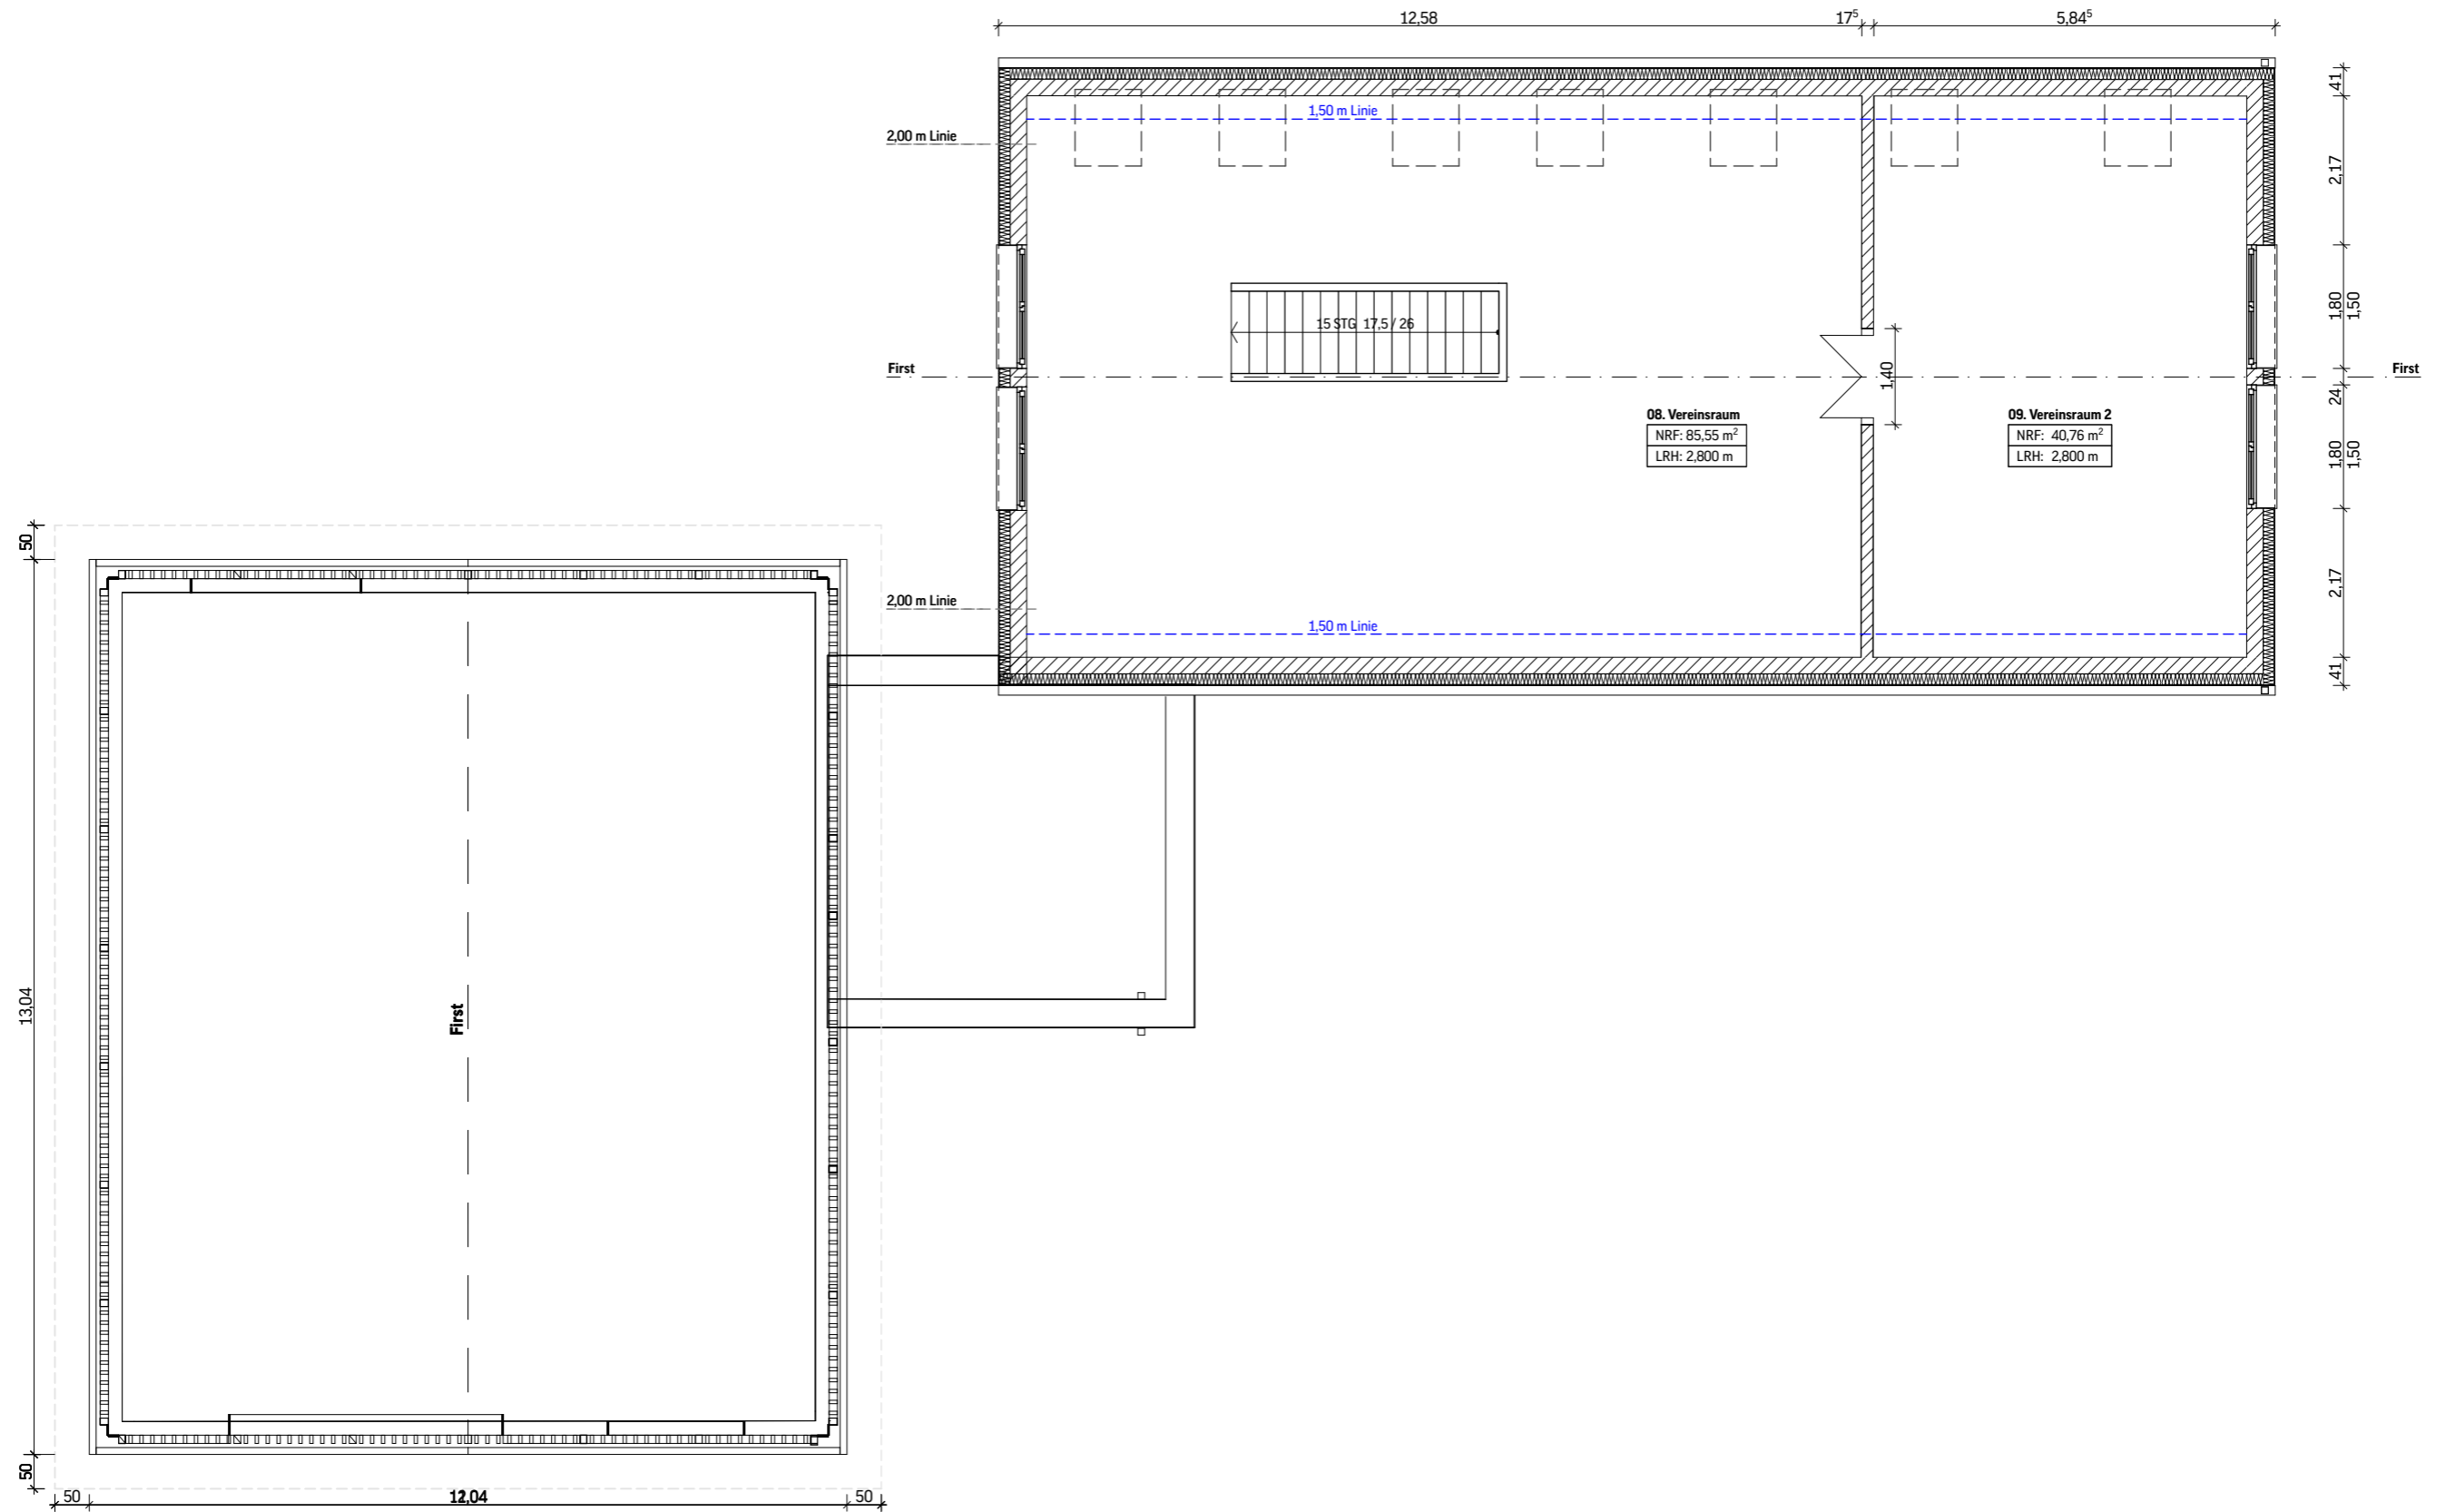 12,58
17⁵
5,84⁵
41
1,50 m Linie
2,00 m Linie
2,17
15 STG 17,5 / 26
1,80
1,50
First
1,40
First
24
08. Vereinsraum
NRF: 85,55 m²
LRH: 2,800 m
09. Vereinsraum 2
NRF: 40,76 m²
LRH: 2,800 m
1,80
1,50
50
2,17
2,00 m Linie
1,50 m Linie
41
13,04
First
50
50
12,04
50